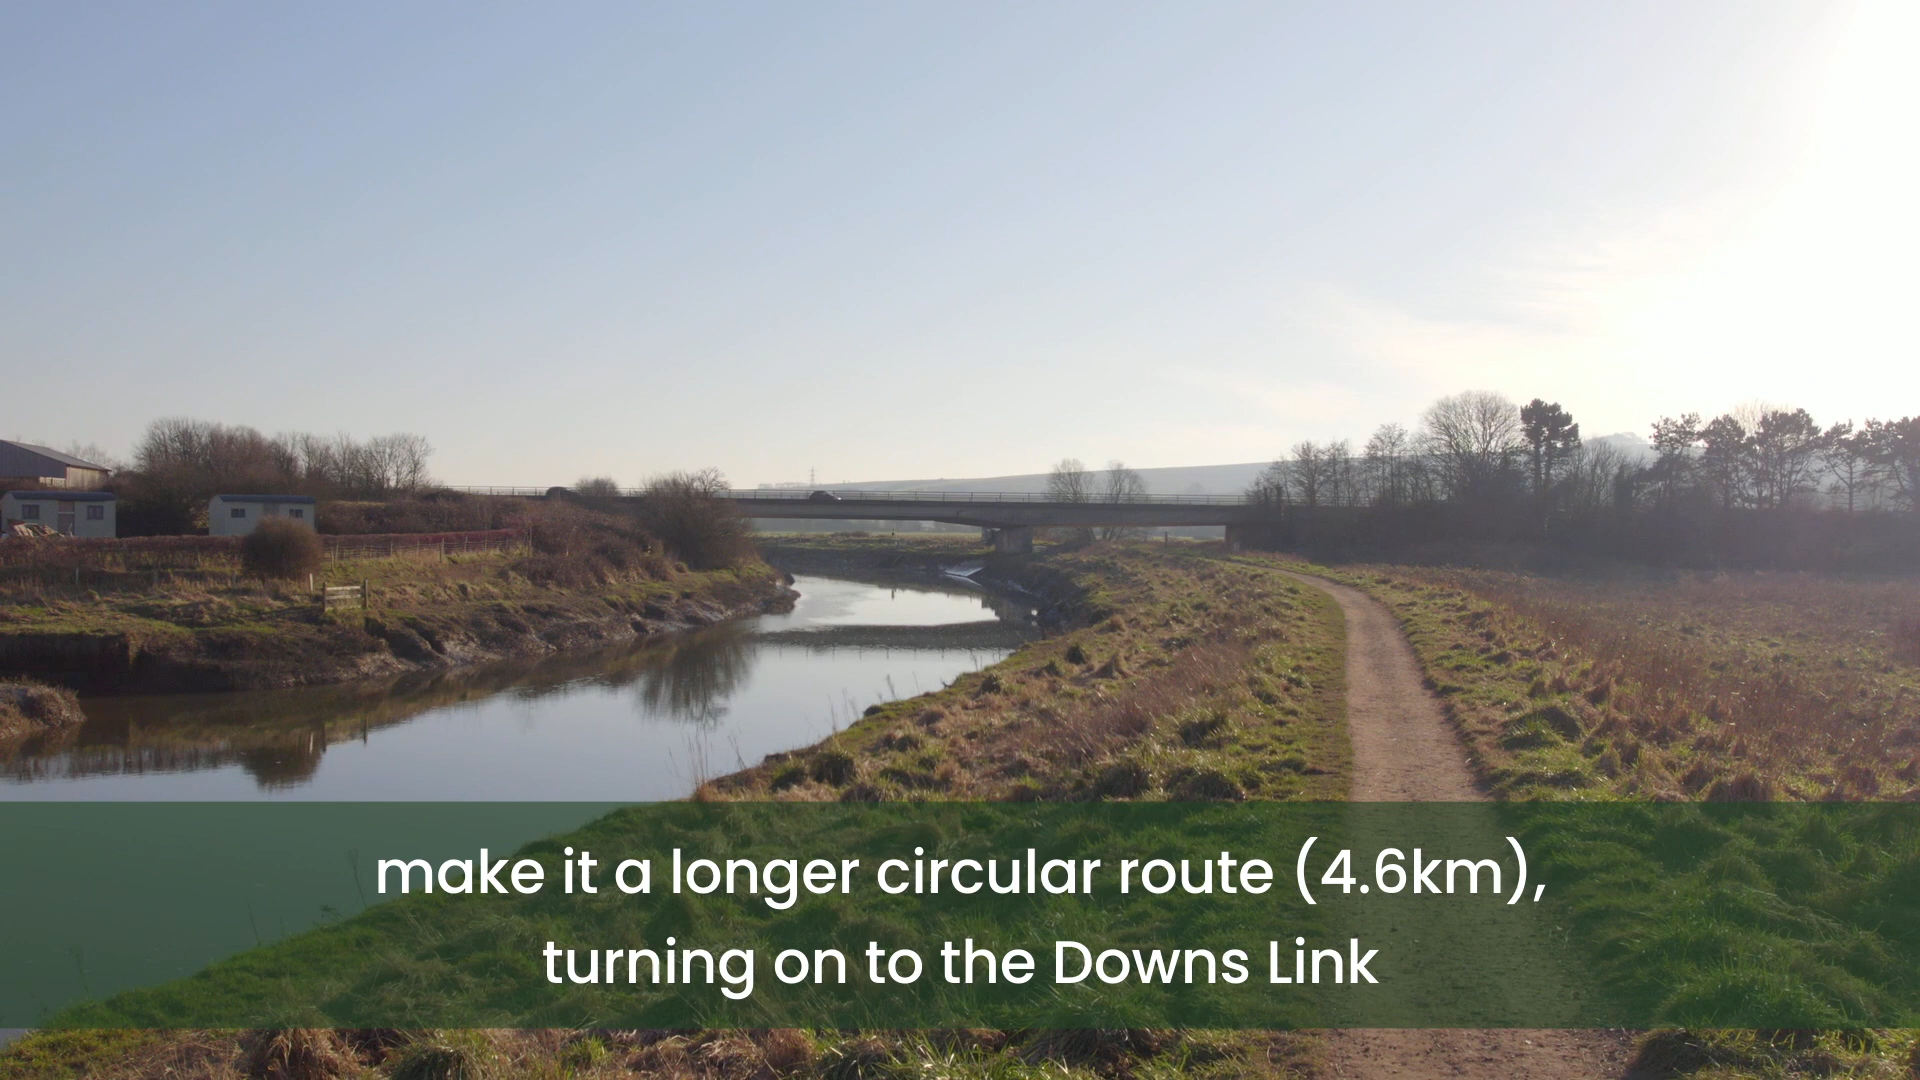 make it a longer circular route (4.6km),
turning on to the Downs Link